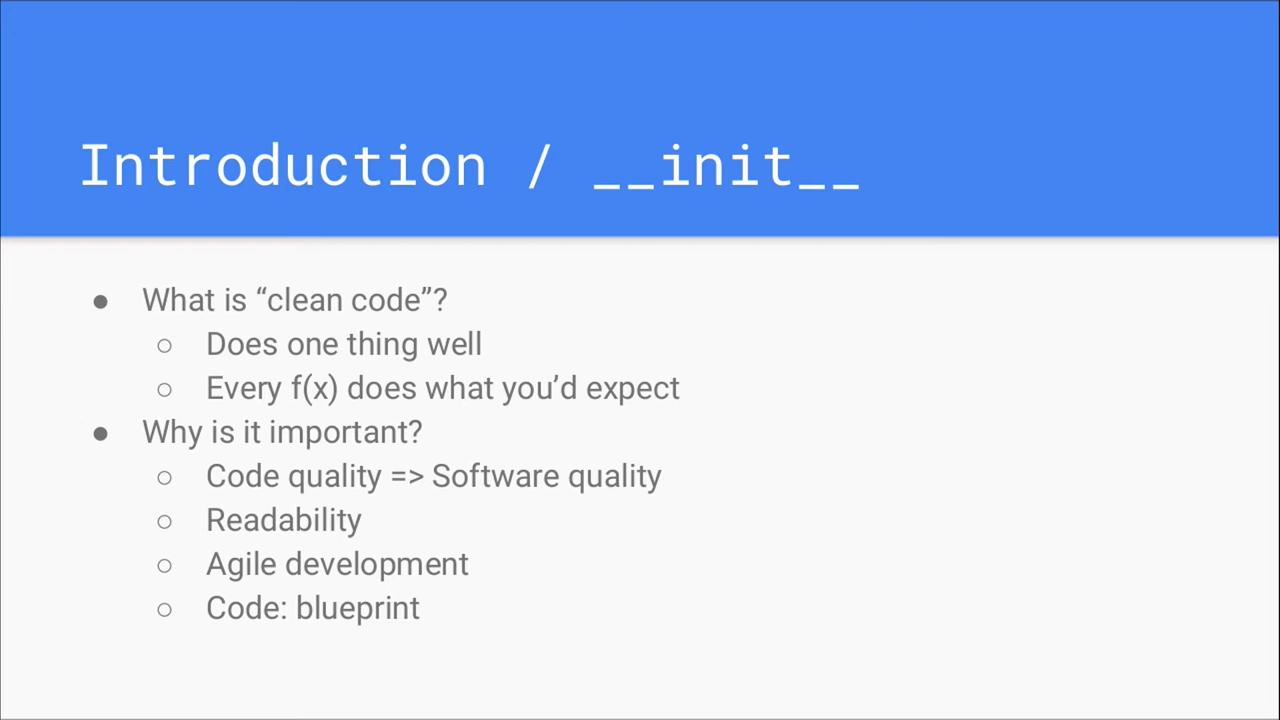 Introduction / __init__
● What is “clean code”?
○ Does one thing well
○ Every f(x) does what you’d expect
● Why is it important?
○ Code quality => Software quality
○ Readability
○ Agile development
○ Code: blueprint